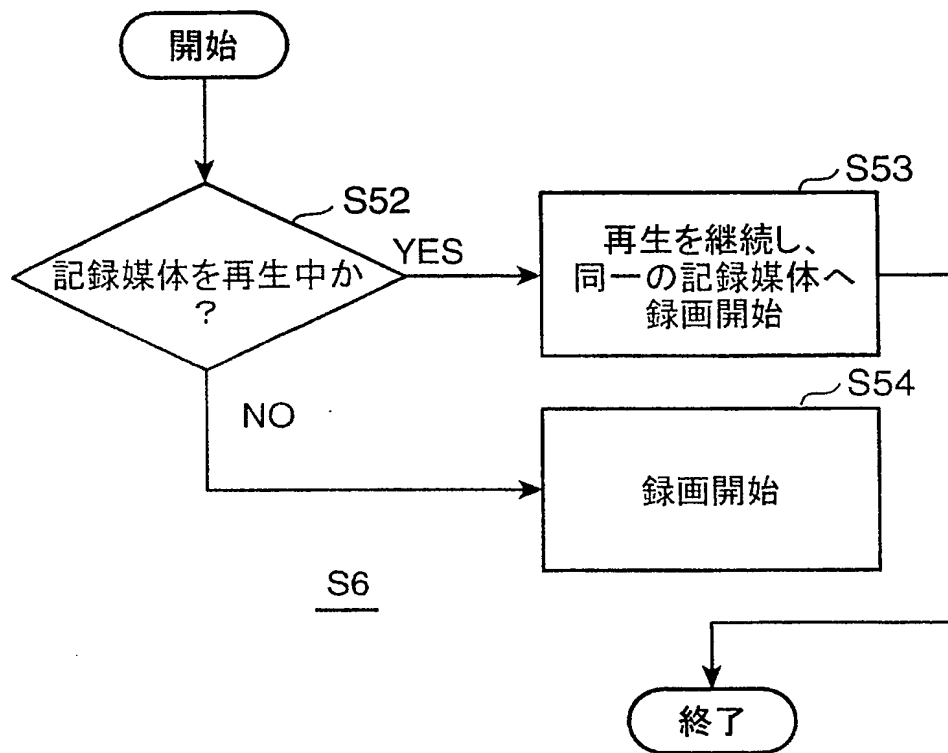 開始
S52
記録媒体を再生中か
?
YES
S53
再生を継続し、
同一の記録媒体へ
録画開始
NO
S54
録画開始
S6
終了